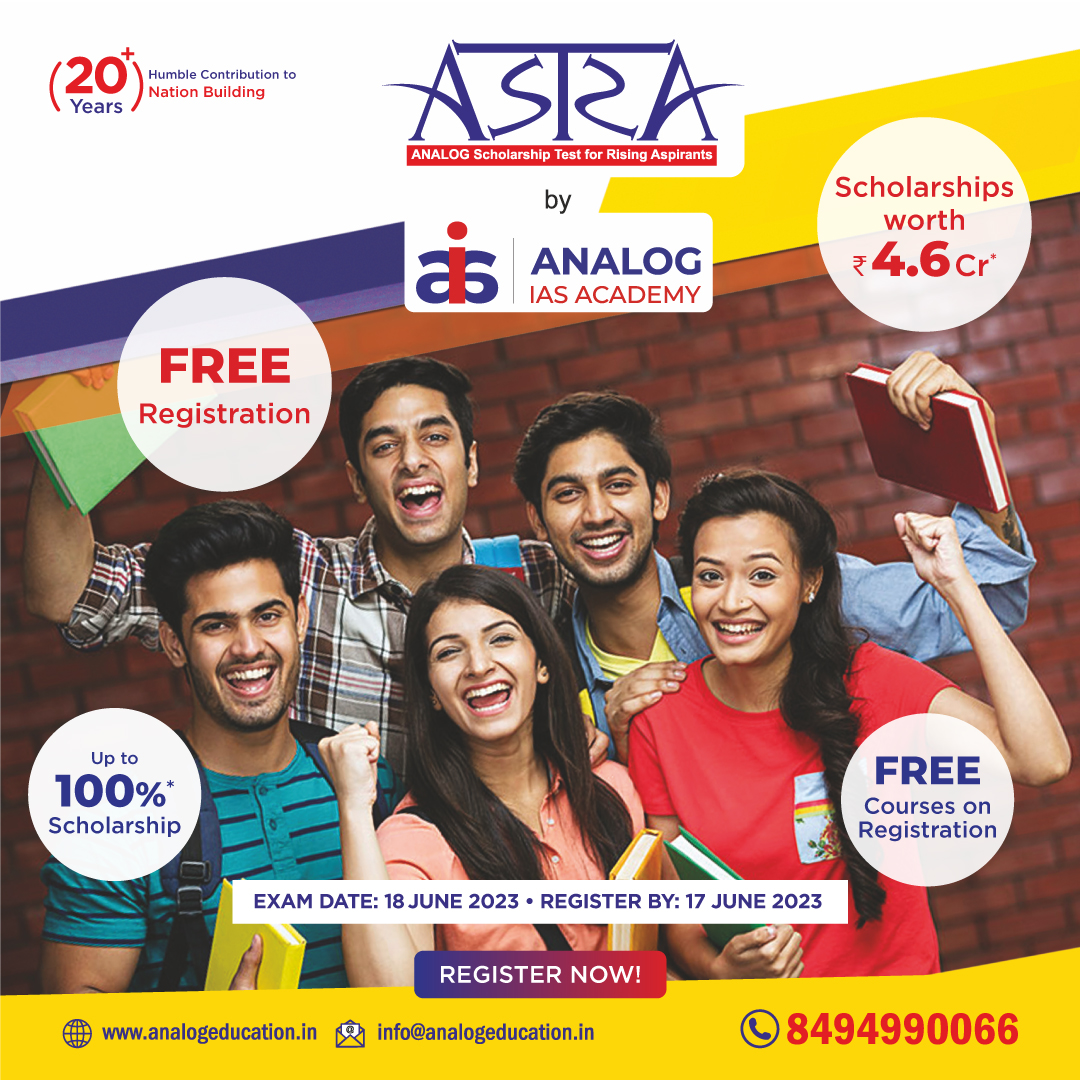 20+
Years
Humble Contribution to
Nation Building
ASTRA
ANALOG Scholarship Test for Rising Aspirants
by
ais
ANALOG
IAS ACADEMY
Scholarships
worth
₹4.6 Cr*
FREE
Registration
Up to
100%*
Scholarship
FREE
Courses on
Registration
EXAM DATE: 18 JUNE 2023 • REGISTER BY: 17 JUNE 2023
REGISTER NOW!
www.analogeducation.in
info@analogeducation.in
8494990066